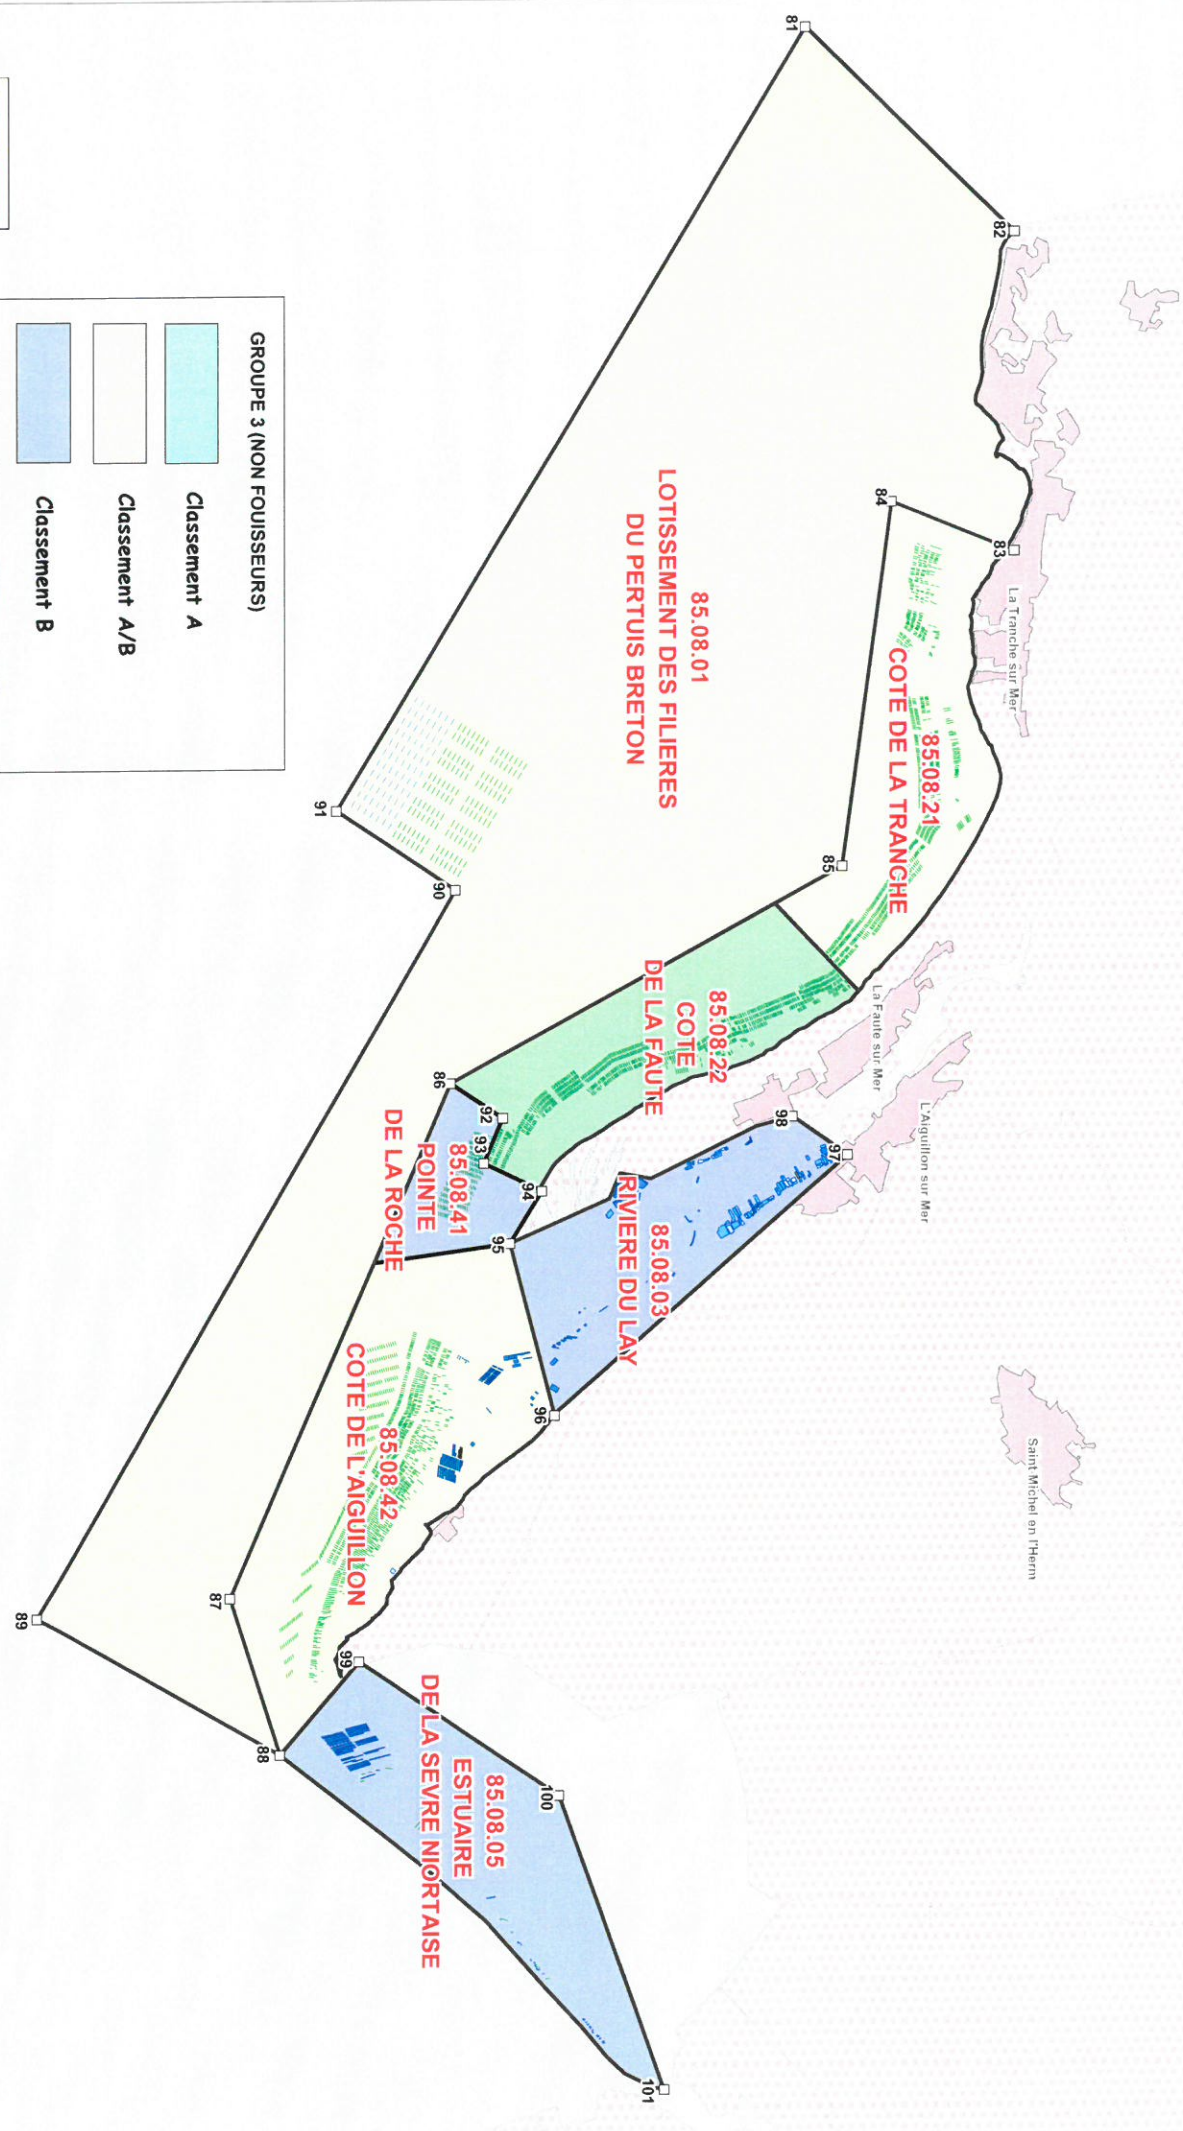 81
82
83
84
85
91
90
86
92
93
94
95
98
97
96
87
89
88
99
100
101
La Tranche sur Mer
La Faute sur Mer
L'Aiguillon sur Mer
Saint Michel en l'Herm
85.08.01
LOTISSEMENT DES FILIERES
DU PERTUIS BRETON
85.08.21
COTE DE LA TRANCHE
85.08.22
COTE
DE LA FAUTE
85.08.41
POINTE
DE LA ROCHE
85.08.03
RIVIERE DU LAY
85.08.42
COTE DE L'AIGUILLON
85.08.05
ESTUAIRE
DE LA SEVRE NIORTAISE
GROUPE 3 (NON FOUISSEURS)
Classement A
Classement A/B
Classement B